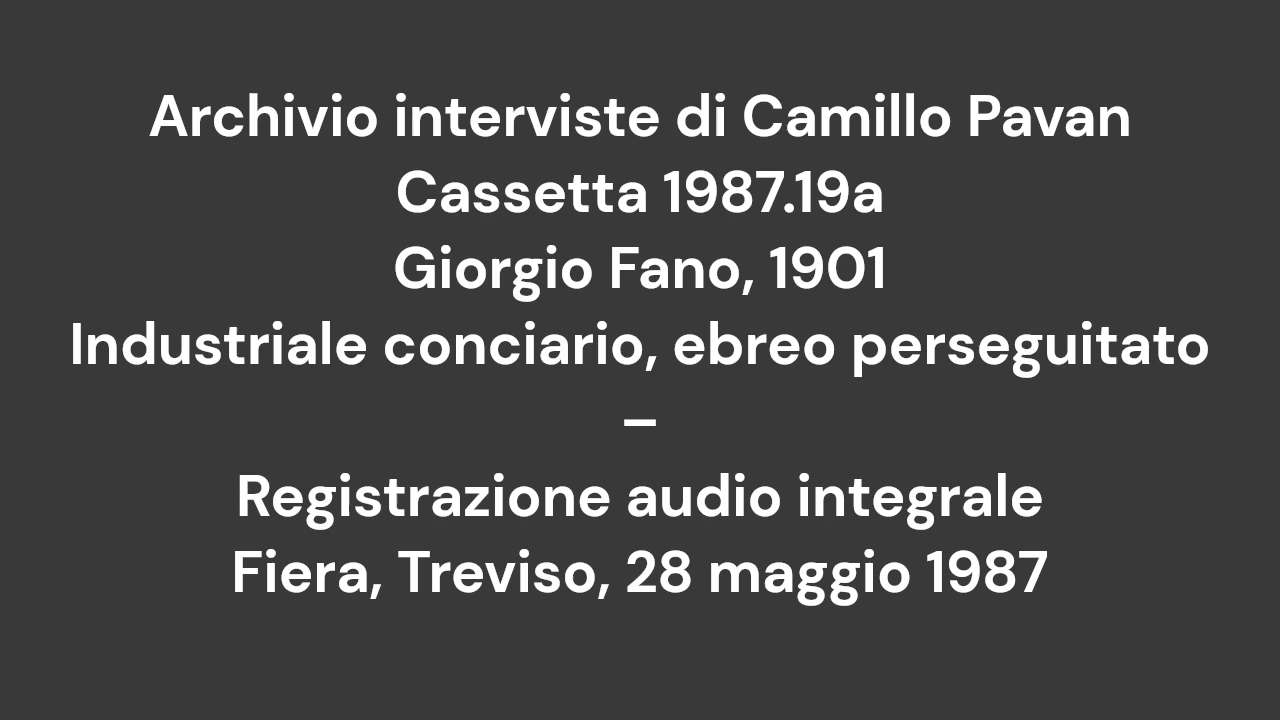 Archivio interviste di Camillo Pavan
Cassetta 1987.19a
Giorgio Fano, 1901
Industriale conciario, ebreo perseguitato
–
Registrazione audio integrale
Fiera, Treviso, 28 maggio 1987